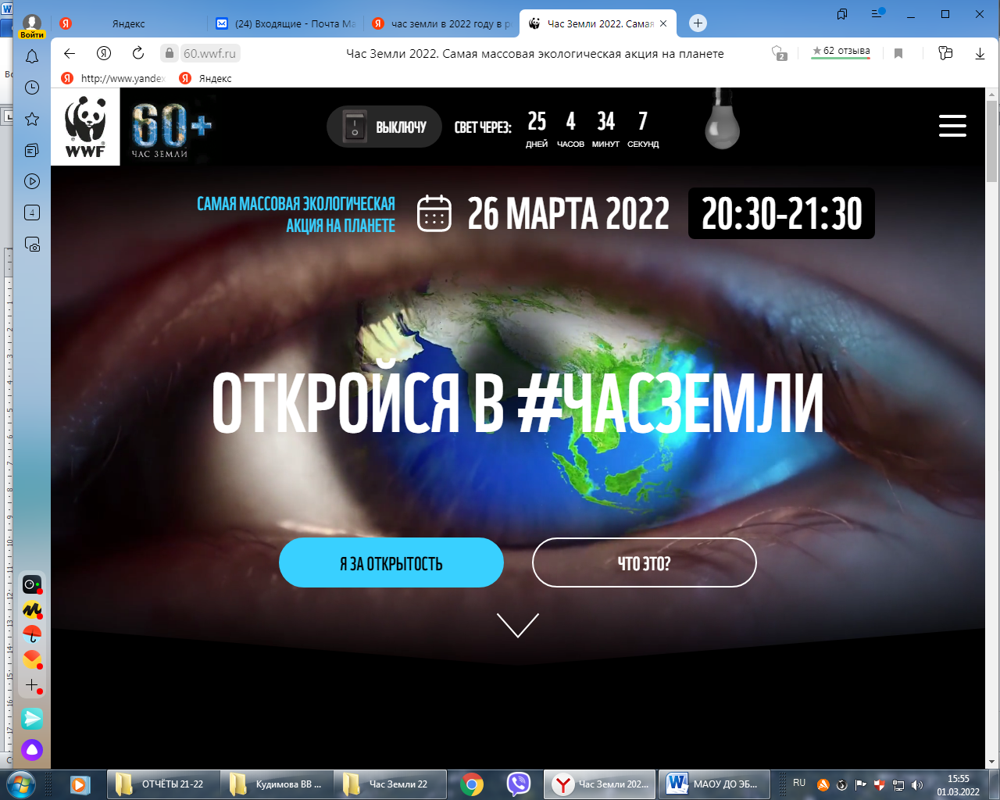 Яндекс
(24) Входящие - Почта Ма
час земли в 2022 году в р
Час Земли 2022. Самая
Войти
60.wwf.ru
Час Земли 2022. Самая массовая экологическая акция на планете
2
62 отзыва
http://www.yandex
Яндекс
WWF
60+
ЧАС ЗЕМЛИ
ВЫКЛЮЧУ
СВЕТ ЧЕРЕЗ:
25 4 34 7
ДНЕЙ ЧАСОВ МИНУТ СЕКУНД
САМАЯ МАССОВАЯ ЭКОЛОГИЧЕСКАЯ
АКЦИЯ НА ПЛАНЕТЕ
26 МАРТА 2022
20:30-21:30
4
ОТКРОЙСЯ В #ЧАСЗЕМЛИ
Я ЗА ОТКРЫТОСТЬ
ЧТО ЭТО?
ОТЧЁТЫ 21-22
Кудимова ВВ ...
Час Земли 22
Час Земли 202...
МАОУ ДО ЭБ...
RU
15:55
01.03.2022